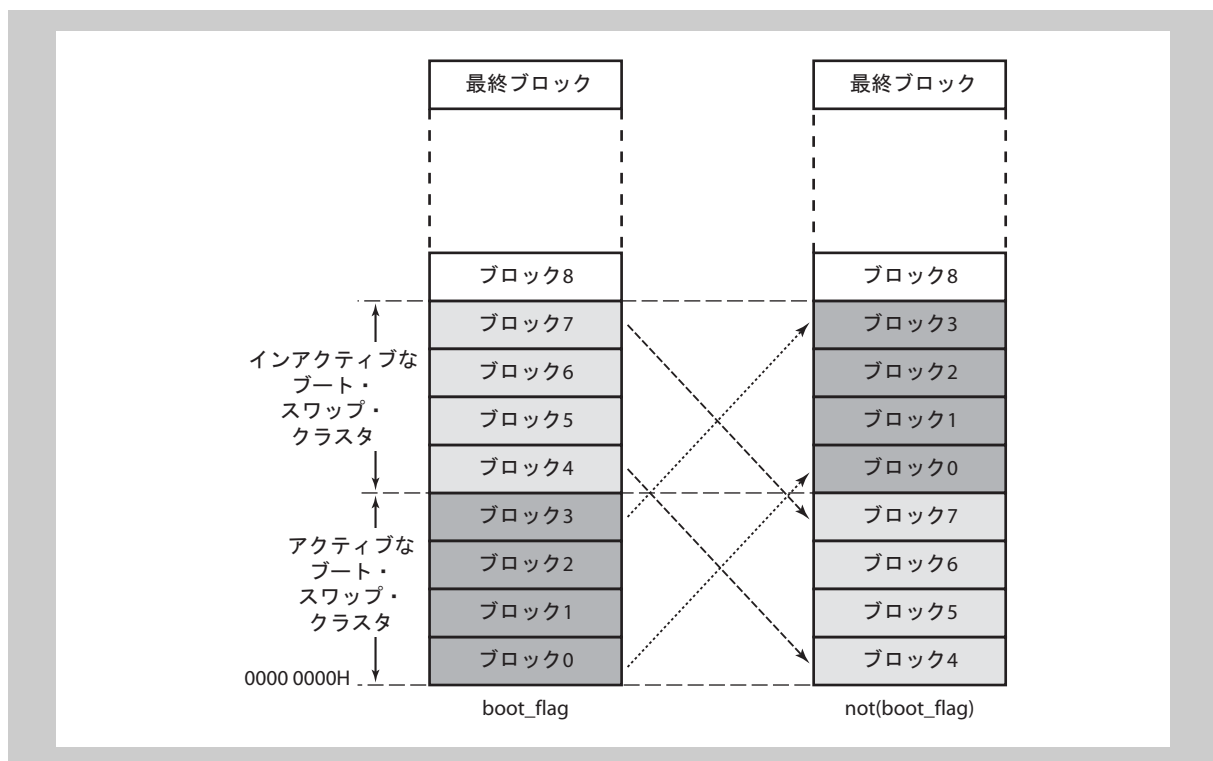 最終ブロック
最終ブロック
ブロック8
ブロック8
ブロック7
ブロック3
インアクティブな
ブート・
スワップ・
クラスタ
ブロック6
ブロック2
ブロック5
ブロック1
ブロック4
ブロック0
アクティブな
ブート・
スワップ・
クラスタ
ブロック3
ブロック7
ブロック2
ブロック6
ブロック1
ブロック5
ブロック0
ブロック4
0000 0000H
boot_flag
not(boot_flag)